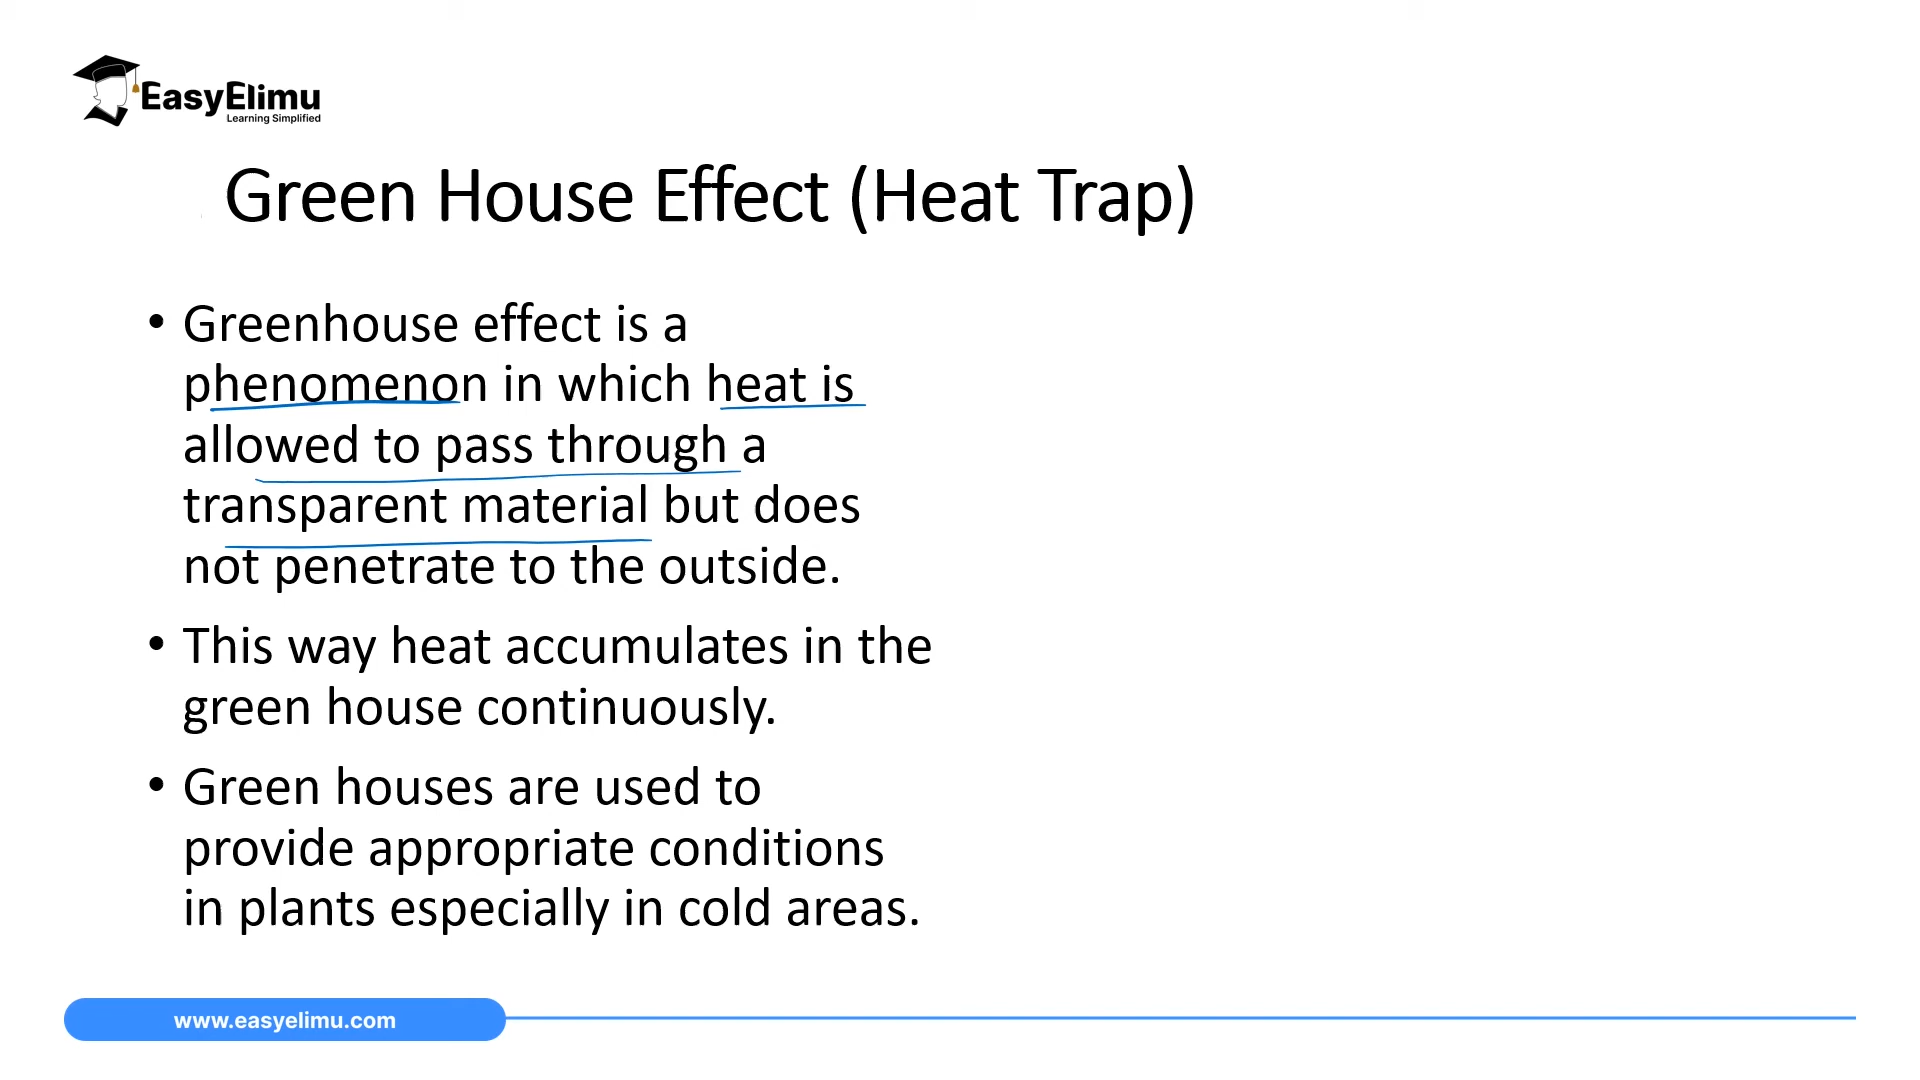 EasyElimu
Learning Simplified
Green House Effect (Heat Trap)
• Greenhouse effect is a
phenomenon in which heat is
allowed to pass through a
transparent material but does
not penetrate to the outside.
• This way heat accumulates in the
green house continuously.
• Green houses are used to
provide appropriate conditions
in plants especially in cold areas.
www.easyelimu.com